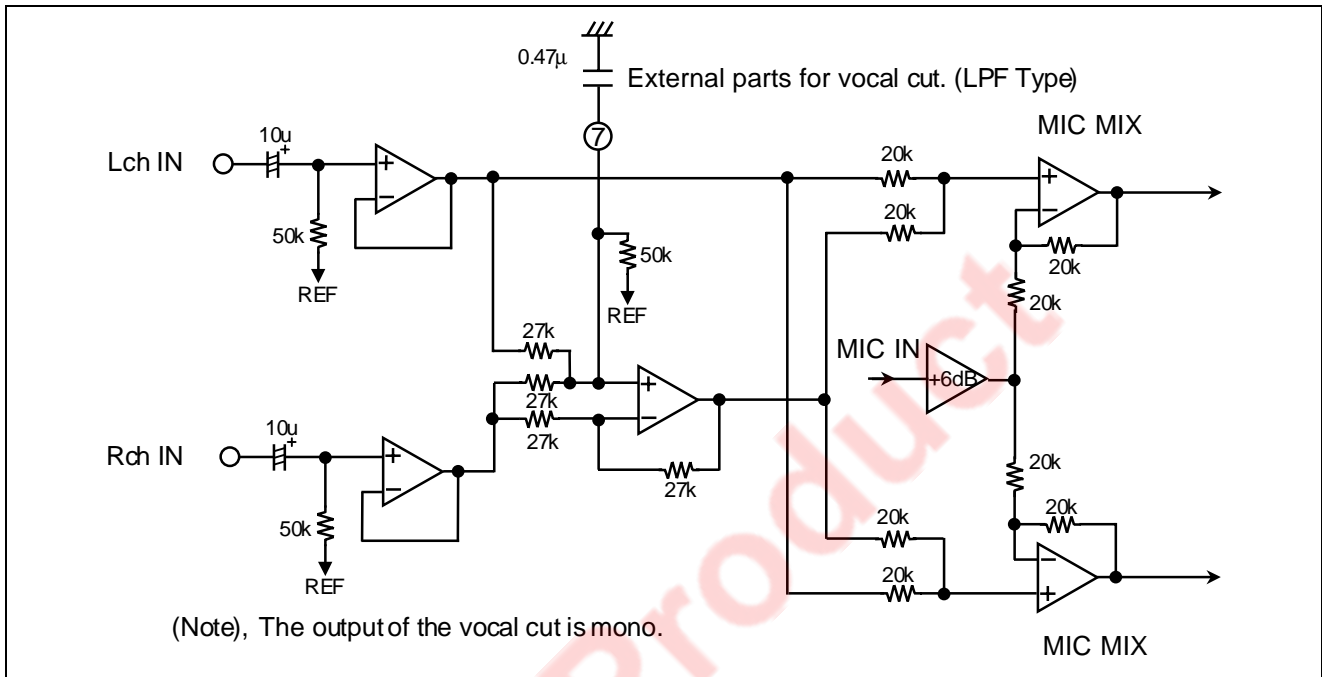 0.47μ
External parts for vocal cut. (LPF Type)
7
MIC MIX
10u
+
Lch IN
+
−
50k
REF
20k
20k
+
−
20k
20k
50k
REF
27k
27k
27k
+
−
27k
MIC IN
+6dB
10u
+
Rch IN
+
−
50k
REF
20k
20k
20k
20k
−
+
(Note), The output of the vocal cut is mono.
MIC MIX
Product